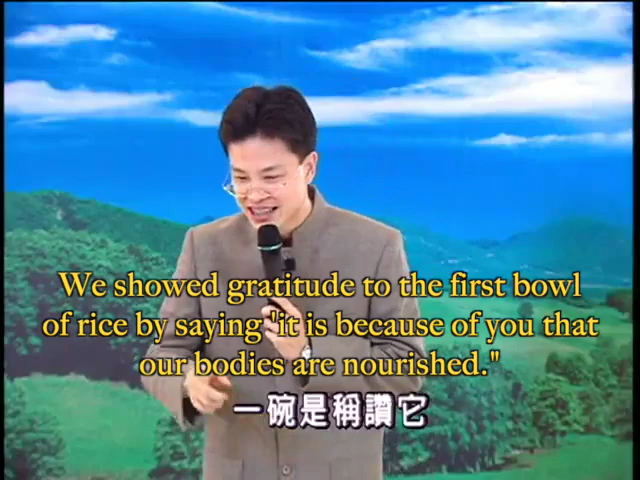 We showed gratitude to the first bowl
of rice by saying 'it is because of you that
our bodies are nourished."
一碗是稱讚它